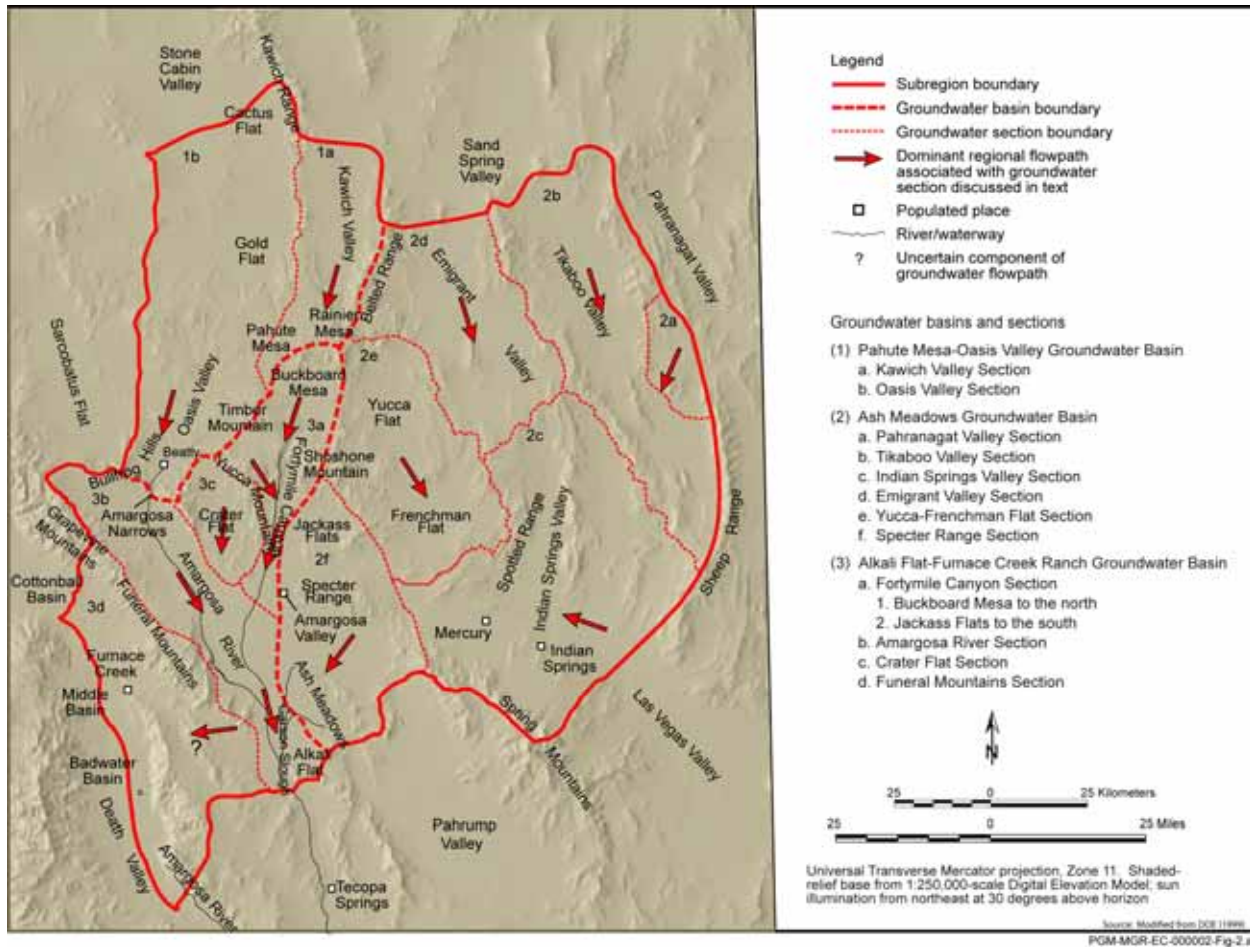 Stone
Cabin
Valley
Kawich Range
Cactus
Flat
1b
1a
Sand
Spring
Valley
2b
Kawich Valley
2d
Pahranagat Valley
Gold
Flat
Belted Range
Emigrant
Valley
Tikaboo Valley
2a
Rainier
Mesa
Pahute
Mesa
2e
Sarcobatus Flat
Oasis Valley
Buckboard
Mesa
Timber
Mountain
3a
Yucca
Flat
2c
Hills
Beatty
Bullfrog
3b
3c
Yucca Mountain
Fortymile Canyon
Shoshone
Mountain
Amargosa
Narrows
Crater
Flat
Jackass
Flats
Frenchman
Flat
Grapevine
Mountains
2f
Spotted Range
Indian Springs Valley
Sheep Range
Cottonball
Basin
3d
Amargosa
River
Specter
Range
Amargosa
Valley
Mercury
Funeral Mountains
Indian
Springs
Furnace
Creek
Middle
Basin
Ash Meadows
Spring
Mountains
Las Vegas Valley
?
Alkali
Flat
Badwater
Basin
Death
Valley
Pahrump
Valley
Amargosa River
Tecopa
Springs
Legend
Subregion boundary
Groundwater basin boundary
Groundwater section boundary
Dominant regional flowpath
associated with groundwater
section discussed in text
Populated place
River/waterway
? Uncertain component of
groundwater flowpath
Groundwater basins and sections
(1) Pahute Mesa-Oasis Valley Groundwater Basin
a. Kawich Valley Section
b. Oasis Valley Section
(2) Ash Meadows Groundwater Basin
a. Pahranagat Valley Section
b. Tikaboo Valley Section
c. Indian Springs Valley Section
d. Emigrant Valley Section
e. Yucca-Frenchman Flat Section
f. Specter Range Section
(3) Alkali Flat-Furnace Creek Ranch Groundwater Basin
a. Fortymile Canyon Section
1. Buckboard Mesa to the north
2. Jackass Flats to the south
b. Amargosa River Section
c. Crater Flat Section
d. Funeral Mountains Section
N
25 0 25 Kilometers
25 0 25 Miles
Universal Transverse Mercator projection, Zone 11. Shaded-
relief base from 1:250,000-scale Digital Elevation Model; sun
illumination from northeast at 30 degrees above horizon
Source: Modified from DOE (1999)
PGM-MGR-EC-000002-Fig-2